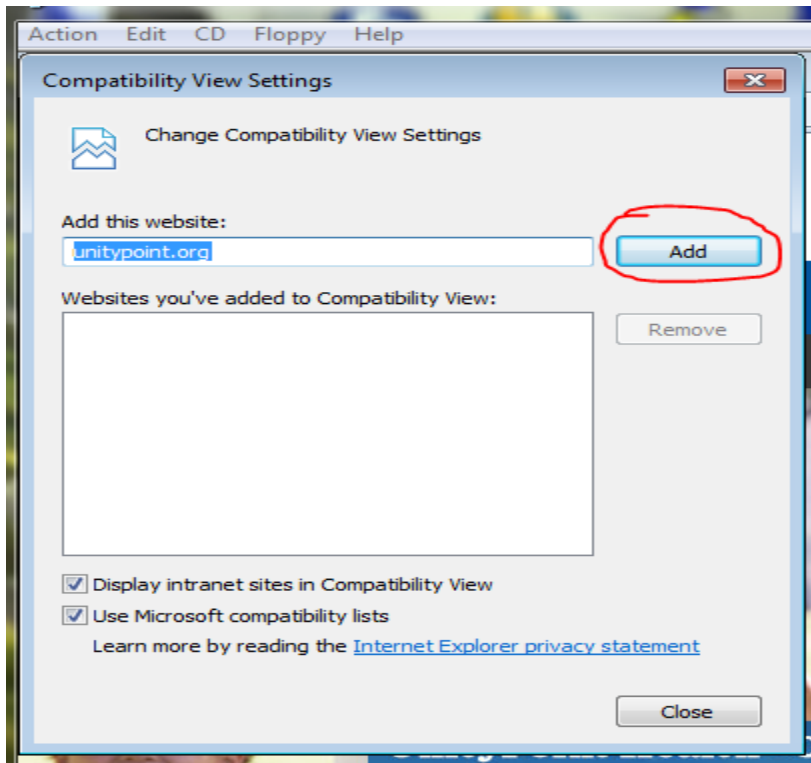 Action Edit CD Floppy Help
Compatibility View Settings
Change Compatibility View Settings
Add this website:
unitypoint.org
Add
Websites you've added to Compatibility View:
Remove
Display intranet sites in Compatibility View
Use Microsoft compatibility lists
Learn more by reading the Internet Explorer privacy statement
Close